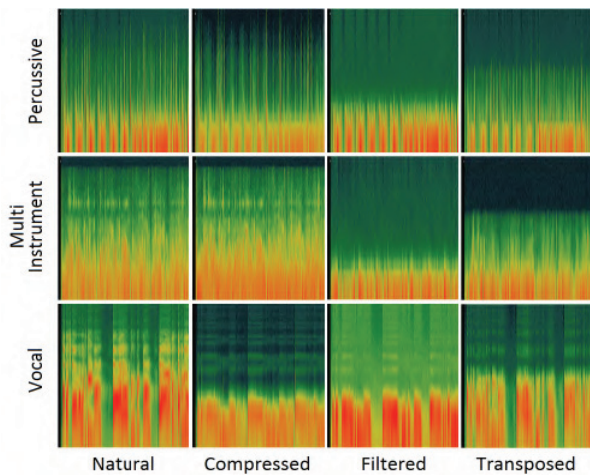 Percussive
Multi
Instrument
Vocal
Natural
Compressed
Filtered
Transposed